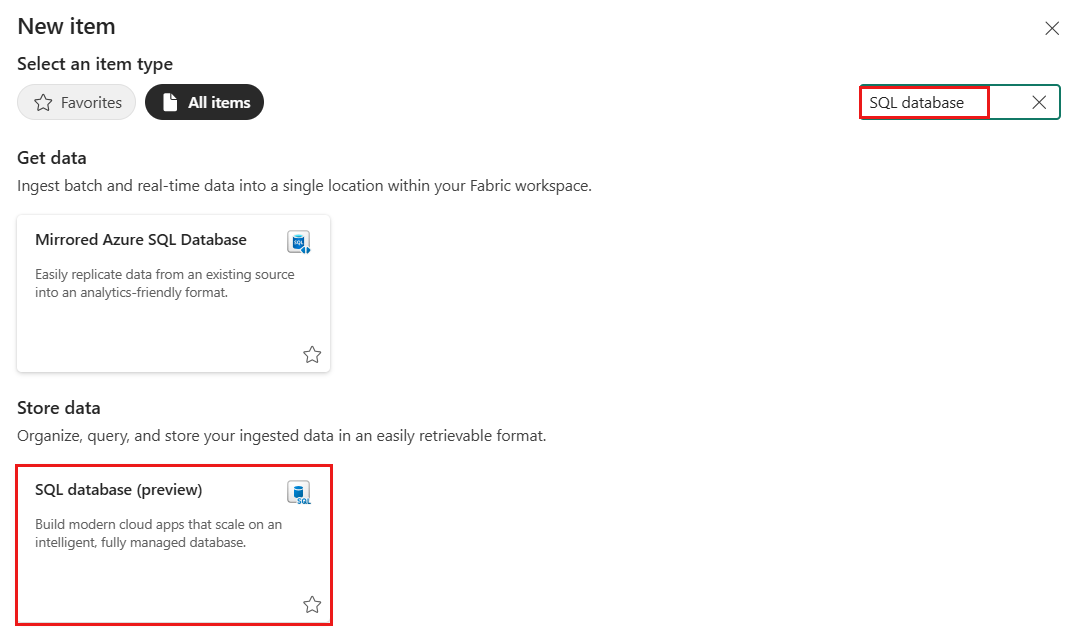 New item
Select an item type
Favorites
All items
SQL database
Get data
Ingest batch and real-time data into a single location within your Fabric workspace.
Mirrored Azure SQL Database
SQL
Easily replicate data from an existing source
into an analytics-friendly format.
Store data
Organize, query, and store your ingested data in an easily retrievable format.
SQL database (preview)
SQL
Build modern cloud apps that scale on an
intelligent, fully managed database.